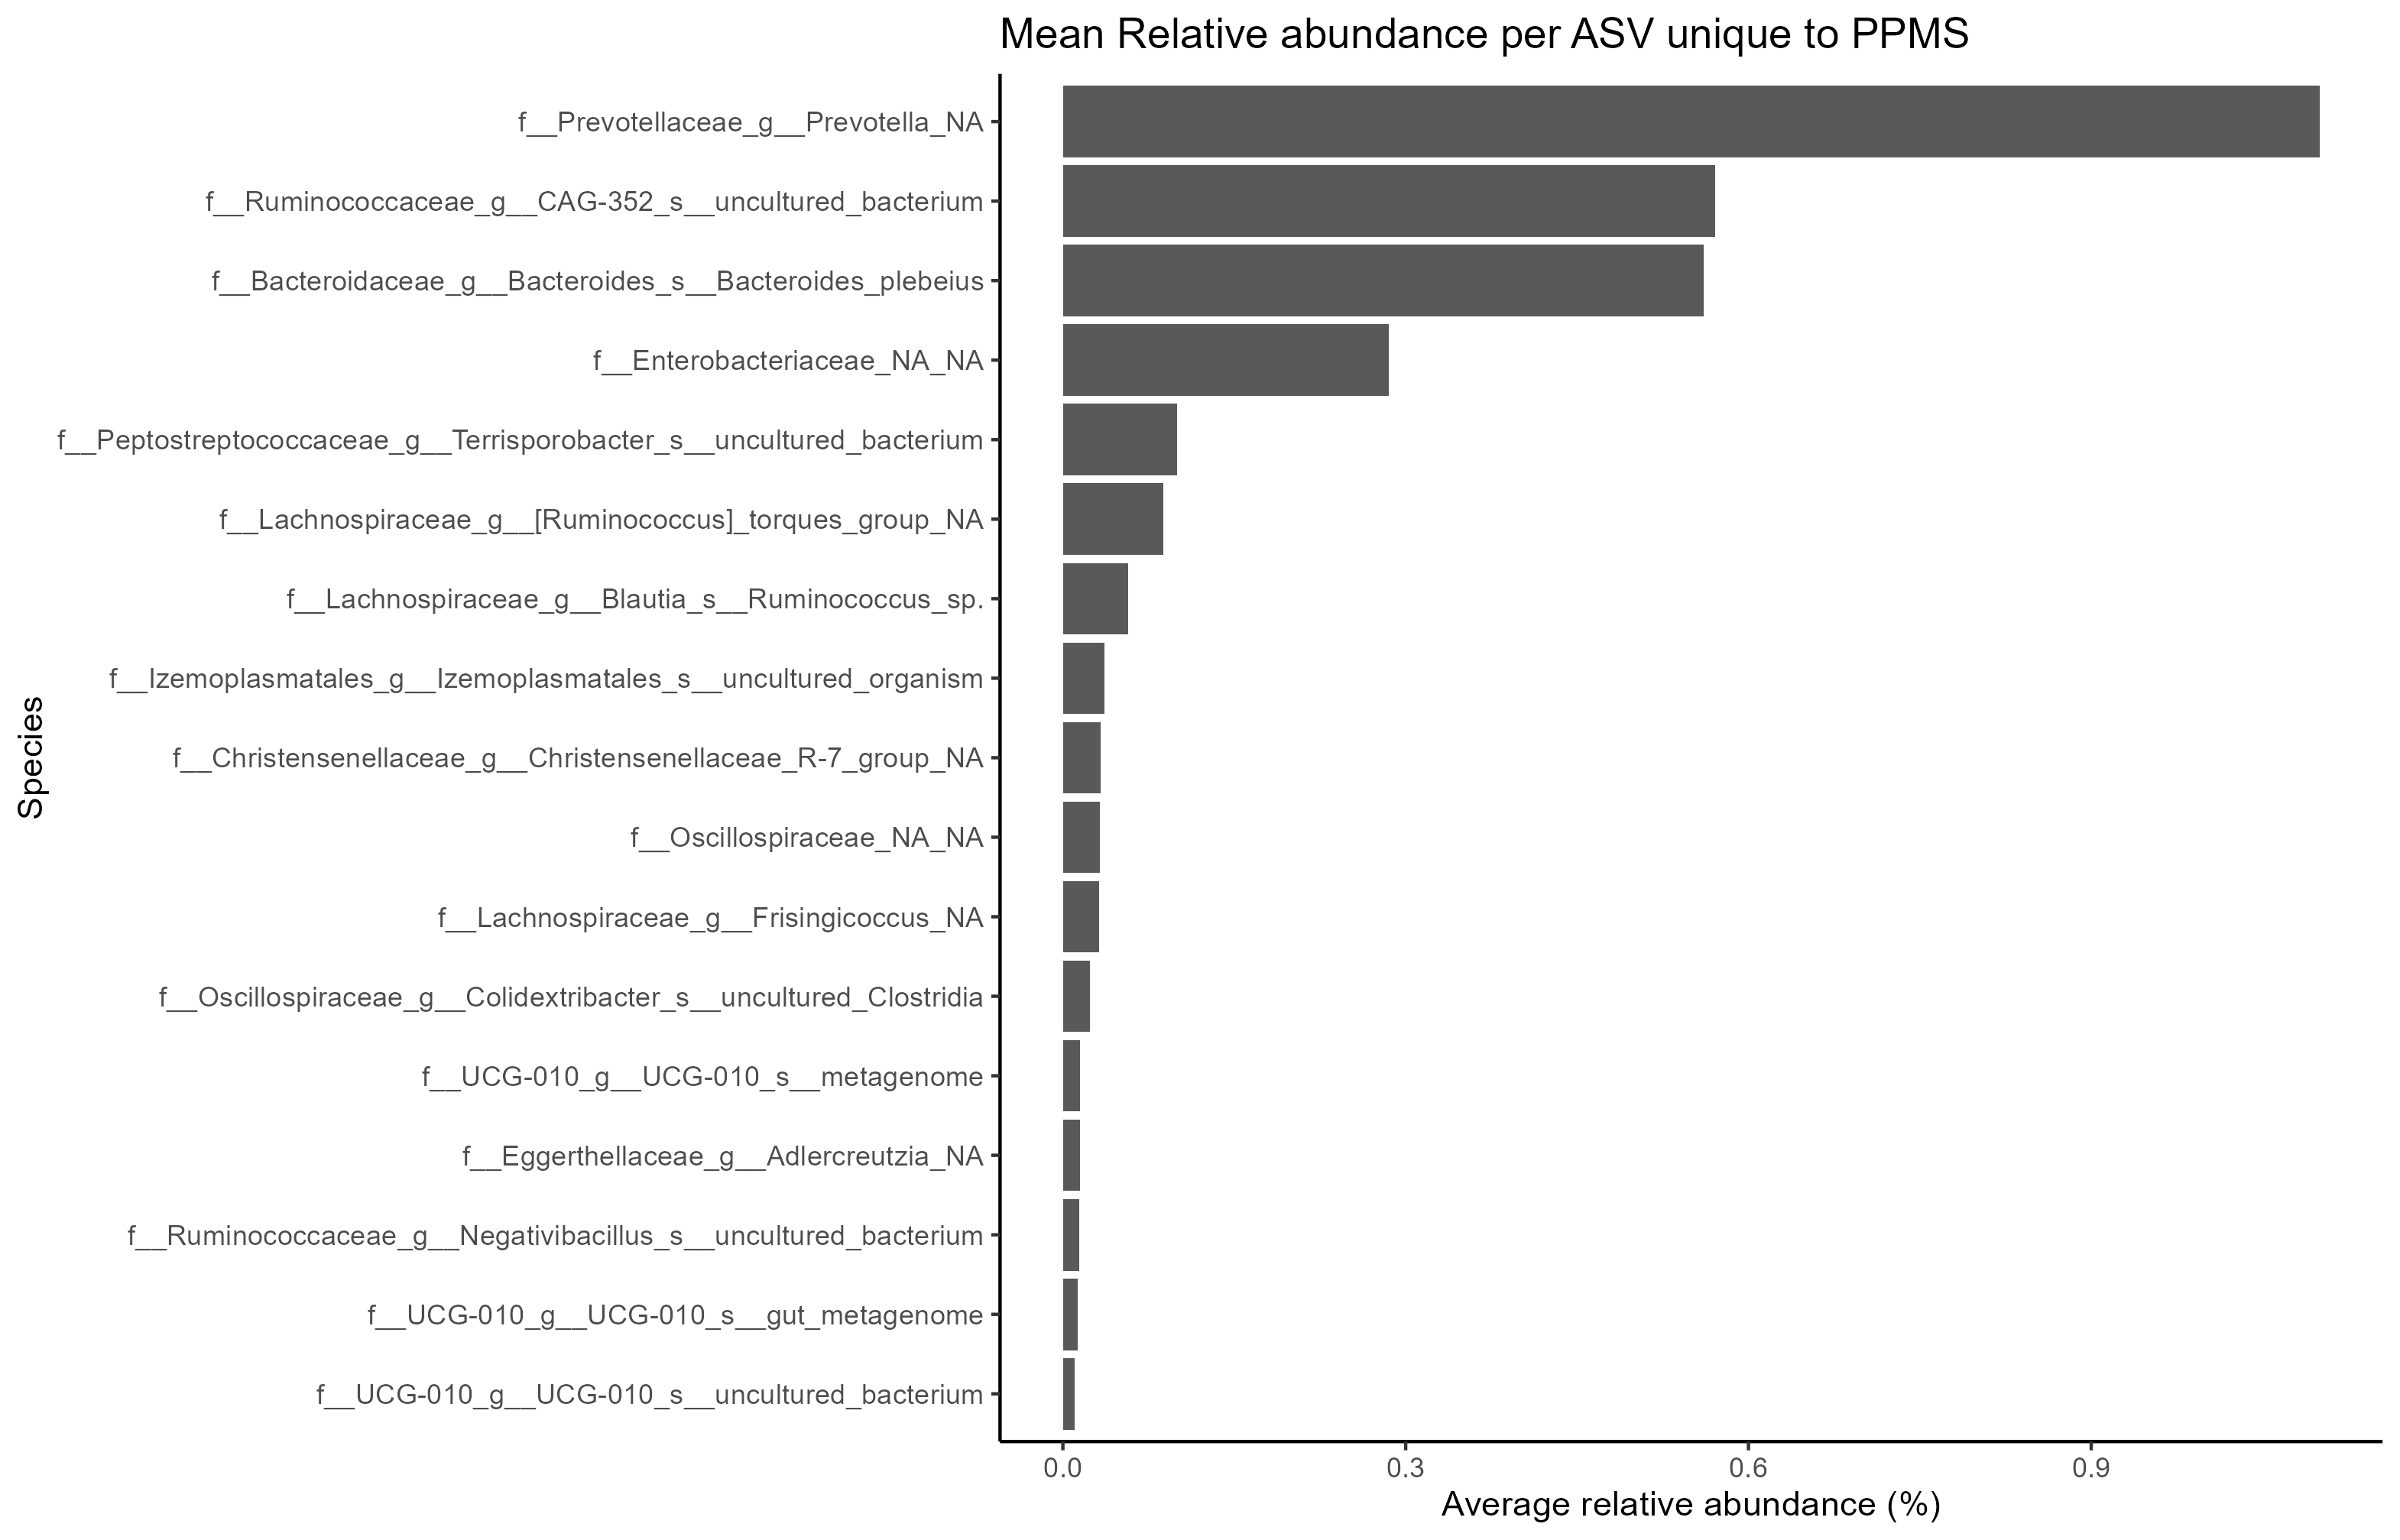 Mean Relative abundance per ASV unique to PPMS
f__Prevotellaceae_g__Prevotella_NA
f__Ruminococcaceae_g__CAG-352_s__uncultured_bacterium
f__Bacteroidaceae_g__Bacteroides_s__Bacteroides_plebeius
f__Enterobacteriaceae_NA_NA
f__Peptostreptococcaceae_g__Terrisporobacter_s__uncultured_bacterium
f__Lachnospiraceae_g__[Ruminococcus]_torques_group_NA
f__Lachnospiraceae_g__Blautia_s__Ruminococcus_sp.
f__Izemoplasmatales_g__Izemoplasmatales_s__uncultured_organism
f__Christensenellaceae_g__Christensenellaceae_R-7_group_NA
f__Oscillospiraceae_NA_NA
f__Lachnospiraceae_g__Frisingicoccus_NA
f__Oscillospiraceae_g__Colidextribacter_s__uncultured_Clostridia
f__UCG-010_g__UCG-010_s__metagenome
f__Eggerthellaceae_g__Adlercreutzia_NA
f__Ruminococcaceae_g__Negativibacillus_s__uncultured_bacterium
f__UCG-010_g__UCG-010_s__gut_metagenome
f__UCG-010_g__UCG-010_s__uncultured_bacterium
Species
0.0 0.3 0.6 0.9
Average relative abundance (%)